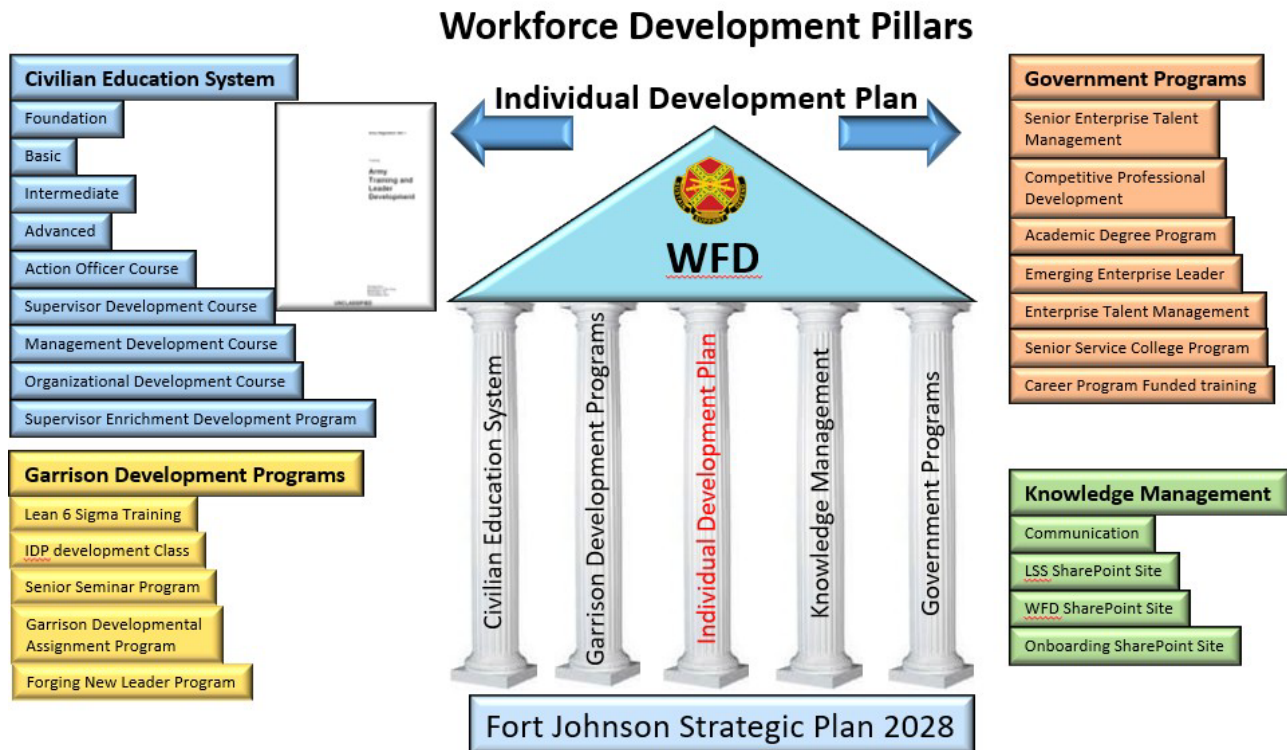 Workforce Development Pillars
Individual Development Plan
Civilian Education System
Foundation
Basic
Intermediate
Advanced
Action Officer Course
Supervisor Development Course
Management Development Course
Organizational Development Course
Supervisor Enrichment Development Program
Army
Training and
Leader
Development
UNCLASSIFIED
Garrison Development Programs
Lean 6 Sigma Training
IDP development Class
Senior Seminar Program
Garrison Developmental
Assignment Program
Forging New Leader Program
SUPPORT
WFD
Civilian Education System
Garrison Development Programs
Individual Development Plan
Knowledge Management
Government Programs
Fort Johnson Strategic Plan 2028
Government Programs
Senior Enterprise Talent
Management
Competitive Professional
Development
Academic Degree Program
Emerging Enterprise Leader
Enterprise Talent Management
Senior Service College Program
Career Program Funded training
Knowledge Management
Communication
LSS SharePoint Site
WFD SharePoint Site
Onboarding SharePoint Site